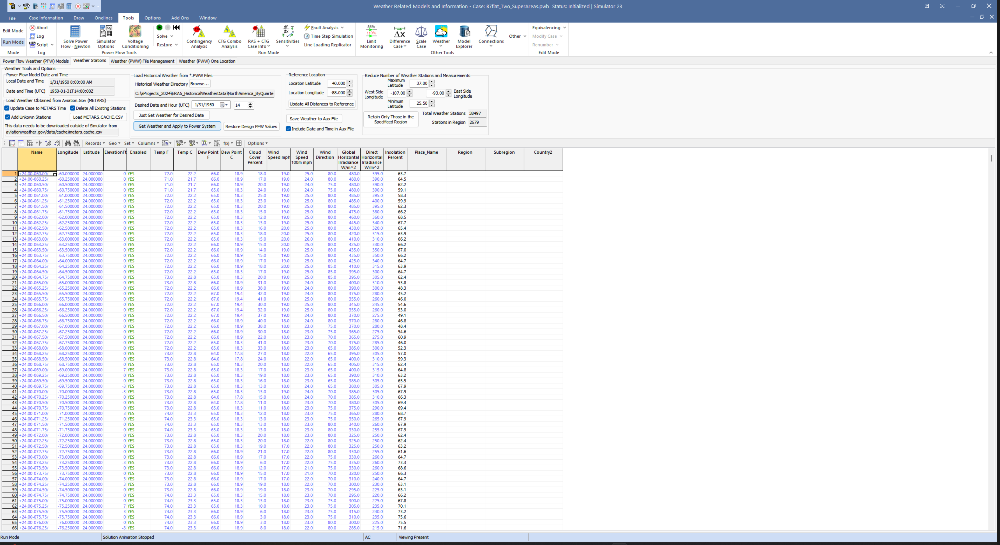 Weather Related Models and Information - Case: B7flat_Two_SuperAreas.pwb Status: Initialized | Simulator 23
File Case Information Draw Onelines Tools Options Add Ons Window
Edit Mode
Run Mode
Mode
Abort
Log
Script
Log
Solve Power Flow - Newton
Simulator Options
Voltage Conditioning
Solve
Restore
Power Flow Tools
Contingency Analysis
CTG Combo Analysis
RAS + CTG Case Info
Sensitivities
Fault Analysis
Time Step Simulation
Line Loading Replicator
Run Mode
Limit Monitoring
Difference Case
Scale Case
Weather
Model Explorer
Connections
Other
Other Tools
Equivalencing
Modify Case
Renumber
Edit Mode
Power Flow Weather (PFW) Models Weather Stations Weather (PWW) File Management Weather (PWW) One Location
Weather Tools and Options
Power Flow Model Date and Time
Local Date and Time 1/31/1950 8:00:00 AM
Date and Time (UTC) 1950-01-31T14:00:00Z
Load Weather Obtained from Aviation.Gov (METARS)
Update Case to METARS Time Delete All Existing Stations
Add Unkown Stations Load METARS.CACHE.CSV
This data needs to be downloaded outside of Simulator from
aviationweather.gov/data/cache/metars.cache.csv
Load Historical Weather from *.PWW Files
Historical Weather Directory Browse...
C:\aProjects_2024\ERA5_HistoricalWeatherData\NorthAmerica_ByQuarte
Desired Date and Hour (UTC) 1/31/1950 14
Just Get Weather for Desired Date
Get Weather and Apply to Power System Restore Design PFW Values
Reference Location
Location Latitude 40.000
Location Longitude -88.000
Update All Distances to Reference
Save Weather to Aux File
Include Date and Time in Aux File
Reduce Number of Weather Stations and Measurements
Maximum Latitude 37.00
West Side Longitude -107.00 -93.00 East Side Longitude
Minimum Latitude 25.50
Retain Only Those in the Specificed Region
Total Weather Stations 38497
Stations in Region 2679
Records Geo Set Columns f(x) Options
Name Longitude Latitude ElevationFt Enabled Temp F Temp C Dew Point F Dew Point C Cloud Cover Percent Wind Speed mph Wind Speed 100m mph Wind Direction Global Horizontal Irradiance W/m^2 Direct Horizontal Irradiance W/m^2 Insolation Percent Place_Name Region Subregion Country2
1 +24.00-060.00/ -60.000000 24.000000 0 YES 72.0 22.2 66.0 18.9 18.0 19.0 25.0 80.0 480.0 395.0 63.7
2 +24.00-060.25/ -60.250000 24.000000 0 YES 71.0 21.7 66.0 18.9 17.0 19.0 24.0 80.0 480.0 390.0 64.5
3 +24.00-060.50/ -60.500000 24.000000 0 YES 71.0 21.7 66.0 18.9 20.0 19.0 24.0 75.0 480.0 390.0 62.2
4 +24.00-060.75/ -60.750000 24.000000 0 YES 71.0 21.7 65.0 18.3 24.0 19.0 24.0 75.0 480.0 390.0 59.1
5 +24.00-061.00/ -61.000000 24.000000 0 YES 72.0 22.2 65.0 18.3 25.0 19.0 25.0 80.0 485.0 395.0 58.3
6 +24.00-061.25/ -61.250000 24.000000 0 YES 72.0 22.2 65.0 18.3 23.0 19.0 25.0 80.0 485.0 400.0 59.9
7 +24.00-061.50/ -61.500000 24.000000 0 YES 72.0 22.2 65.0 18.3 20.0 19.0 25.0 80.0 485.0 395.0 62.3
8 +24.00-061.75/ -61.750000 24.000000 0 YES 72.0 22.2 65.0 18.3 15.0 19.0 25.0 80.0 475.0 380.0 66.2
9 +24.00-062.00/ -62.000000 24.000000 0 YES 72.0 22.2 65.0 18.3 12.0 19.0 25.0 80.0 460.0 360.0 68.5
10 +24.00-062.25/ -62.250000 24.000000 0 YES 72.0 22.2 65.0 18.3 13.0 19.0 25.0 80.0 445.0 340.0 67.7
11 +24.00-062.50/ -62.500000 24.000000 0 YES 72.0 22.2 65.0 18.3 16.0 20.0 25.0 80.0 430.0 320.0 65.4
12 +24.00-062.75/ -62.750000 24.000000 0 YES 72.0 22.2 65.0 18.3 18.0 20.0 25.0 80.0 420.0 315.0 63.9
13 +24.00-063.00/ -63.000000 24.000000 0 YES 72.0 22.2 65.0 18.3 15.0 20.0 26.0 80.0 410.0 310.0 66.2
14 +24.00-063.25/ -63.250000 24.000000 0 YES 72.0 22.2 66.0 18.9 15.0 20.0 25.0 80.0 425.0 330.0 66.2
15 +24.00-063.50/ -63.500000 24.000000 0 YES 72.0 22.2 66.0 18.9 14.0 19.0 25.0 80.0 435.0 350.0 67.0
16 +24.00-063.75/ -63.750000 24.000000 0 YES 72.0 22.2 66.0 18.9 15.0 19.0 25.0 80.0 435.0 350.0 66.2
17 +24.00-064.00/ -64.000000 24.000000 0 YES 72.0 22.2 66.0 18.9 17.0 19.0 25.0 80.0 425.0 340.0 64.7
18 +24.00-064.25/ -64.250000 24.000000 0 YES 72.0 22.2 66.0 18.9 18.0 20.0 25.0 85.0 410.0 315.0 63.9
19 +24.00-064.50/ -64.500000 24.000000 0 YES 72.0 22.2 65.0 18.3 17.0 19.0 25.0 85.0 395.0 300.0 64.7
20 +24.00-064.75/ -64.750000 24.000000 0 YES 73.0 22.8 65.0 18.3 20.0 19.0 25.0 85.0 395.0 305.0 62.4
21 +24.00-065.00/ -65.000000 24.000000 0 YES 73.0 22.8 66.0 18.9 31.0 19.0 24.0 80.0 400.0 310.0 53.8
22 +24.00-065.25/ -65.250000 24.000000 0 YES 72.0 22.2 66.0 18.9 38.0 19.0 24.0 80.0 390.0 300.0 48.3
23 +24.00-065.50/ -65.500000 24.000000 0 YES 72.0 22.2 67.0 19.4 42.0 19.0 24.0 80.0 375.0 280.0 45.2
24 +24.00-065.75/ -65.750000 24.000000 0 YES 72.0 22.2 67.0 19.4 41.0 19.0 25.0 80.0 355.0 260.0 46.0
25 +24.00-066.00/ -66.000000 24.000000 0 YES 72.0 22.2 67.0 19.4 30.0 19.0 25.0 80.0 345.0 245.0 54.6
26 +24.00-066.25/ -66.250000 24.000000 0 YES 72.0 22.2 67.0 19.4 32.0 19.0 25.0 80.0 355.0 260.0 53.0
27 +24.00-066.50/ -66.500000 24.000000 0 YES 72.0 22.2 67.0 19.4 37.0 19.0 24.0 80.0 370.0 275.0 49.1
28 +24.00-066.75/ -66.750000 24.000000 0 YES 72.0 22.2 66.0 18.9 40.0 18.0 24.0 80.0 370.0 280.0 46.8
29 +24.00-067.00/ -67.000000 24.000000 0 YES 72.0 22.2 66.0 18.9 38.0 18.0 23.0 75.0 370.0 280.0 48.4
30 +24.00-067.25/ -67.250000 24.000000 0 YES 72.0 22.2 66.0 18.9 30.0 18.0 23.0 75.0 365.0 275.0 54.6
31 +24.00-067.50/ -67.500000 24.000000 0 YES 72.0 22.2 66.0 18.9 22.0 18.0 23.0 70.0 365.0 275.0 60.9
32 +24.00-067.75/ -67.750000 24.000000 0 YES 72.0 22.2 65.0 18.3 41.0 18.0 23.0 70.0 375.0 285.0 46.0
33 +24.00-068.00/ -68.000000 24.000000 0 YES 72.0 22.2 65.0 18.3 33.0 18.0 23.0 65.0 385.0 300.0 52.3
34 +24.00-068.25/ -68.250000 24.000000 0 YES 73.0 22.8 64.0 17.8 27.0 18.0 22.0 65.0 395.0 305.0 57.0
35 +24.00-068.50/ -68.500000 24.000000 0 YES 73.0 22.8 64.0 17.8 24.0 18.0 22.0 65.0 400.0 310.0 59.3
36 +24.00-068.75/ -68.750000 24.000000 0 YES 73.0 22.8 65.0 18.3 20.0 18.0 22.0 65.0 405.0 315.0 62.4
37 +24.00-069.00/ -69.000000 24.000000 7 YES 73.0 22.8 65.0 18.3 17.0 18.0 23.0 65.0 400.0 315.0 64.8
38 +24.00-069.25/ -69.250000 24.000000 0 YES 73.0 22.8 65.0 18.3 19.0 18.0 23.0 65.0 390.0 310.0 63.2
39 +24.00-069.50/ -69.500000 24.000000 0 YES 73.0 22.8 65.0 18.3 16.0 18.0 23.0 65.0 385.0 305.0 65.5
40 +24.00-069.75/ -69.750000 24.000000 -3 YES 73.0 22.8 65.0 18.3 13.0 18.0 24.0 65.0 380.0 305.0 67.9
41 +24.00-070.00/ -70.000000 24.000000 -3 YES 73.0 22.8 65.0 18.3 13.0 18.0 24.0 70.0 385.0 305.0 67.9
42 +24.00-070.25/ -70.250000 24.000000 0 YES 73.0 22.8 64.0 17.8 15.0 18.0 24.0 70.0 385.0 310.0 66.3
43 +24.00-070.50/ -70.500000 24.000000 0 YES 73.0 22.8 64.0 17.8 11.0 18.0 23.0 70.0 380.0 305.0 69.4
44 +24.00-070.75/ -70.750000 24.000000 0 YES 73.0 22.8 65.0 18.3 11.0 18.0 23.0 75.0 375.0 290.0 69.4
45 +24.00-071.00/ -71.000000 24.000000 3 YES 74.0 23.3 65.0 18.3 12.0 18.0 23.0 75.0 365.0 280.0 68.7
46 +24.00-071.25/ -71.250000 24.000000 0 YES 74.0 23.3 65.0 18.3 13.0 18.0 23.0 75.0 350.0 265.0 67.9
47 +24.00-071.50/ -71.500000 24.000000 0 YES 74.0 23.3 65.0 18.3 13.0 18.0 23.0 80.0 340.0 260.0 67.9
48 +24.00-071.75/ -71.750000 24.000000 0 YES 74.0 23.3 65.0 18.3 13.0 18.0 23.0 80.0 330.0 255.0 67.9
49 +24.00-072.00/ -72.000000 24.000000 0 YES 73.0 22.8 65.0 18.3 20.0 18.0 23.0 80.0 325.0 250.0 62.4
50 +24.00-072.25/ -72.250000 24.000000 0 YES 73.0 22.8 65.0 18.3 20.0 18.0 22.0 80.0 325.0 250.0 62.4
51 +24.00-072.50/ -72.500000 24.000000 0 YES 73.0 22.8 65.0 18.3 19.0 17.0 22.0 80.0 325.0 250.0 63.2
52 +24.00-072.75/ -72.750000 24.000000 0 YES 73.0 22.8 66.0 18.9 21.0 17.0 22.0 80.0 330.0 255.0 61.6
53 +24.00-073.00/ -73.000000 24.000000 0 YES 73.0 22.8 66.0 18.9 17.0 17.0 22.0 75.0 330.0 260.0 64.7
54 +24.00-073.25/ -73.250000 24.000000 -3 YES 73.0 22.8 66.0 18.9 6.0 17.0 22.0 75.0 335.0 260.0 73.3
55 +24.00-073.50/ -73.500000 24.000000 0 YES 73.0 22.8 66.0 18.9 12.0 17.0 21.0 75.0 330.0 260.0 68.6
56 +24.00-073.75/ -73.750000 24.000000 0 YES 73.0 22.8 66.0 18.9 15.0 17.0 21.0 70.0 320.0 250.0 66.3
57 +24.00-074.00/ -74.000000 24.000000 3 YES 73.0 22.8 66.0 18.9 17.0 17.0 22.0 70.0 310.0 240.0 64.7
58 +24.00-074.25/ -74.250000 24.000000 3 YES 73.0 22.8 66.0 18.9 19.0 18.0 22.0 70.0 300.0 230.0 63.1
59 +24.00-074.50/ -74.500000 24.000000 0 YES 73.0 22.8 66.0 18.9 19.0 18.0 23.0 70.0 295.0 225.0 63.1
60 +24.00-074.75/ -74.750000 24.000000 0 YES 74.0 23.3 65.0 18.3 15.0 18.0 23.0 70.0 295.0 220.0 66.2
61 +24.00-075.00/ -75.000000 24.000000 0 YES 74.0 23.3 65.0 18.3 13.0 18.0 23.0 75.0 300.0 225.0 67.8
62 +24.00-075.25/ -75.250000 24.000000 7 YES 74.0 23.3 65.0 18.3 10.0 18.0 23.0 75.0 305.0 235.0 70.1
63 +24.00-075.50/ -75.500000 24.000000 3 YES 74.0 23.3 66.0 18.9 6.0 18.0 23.0 75.0 315.0 240.0 73.2
64 +24.00-075.75/ -75.750000 24.000000 0 YES 74.0 23.3 66.0 18.9 3.0 18.0 23.0 75.0 310.0 235.0 75.6
65 +24.00-076.00/ -76.000000 24.000000 0 YES 74.0 23.3 66.0 18.9 3.0 18.0 23.0 80.0 300.0 225.0 75.5
66 +24.00-076.25/ -76.250000 24.000000 -3 YES 74.0 23.3 66.0 18.9 8.0 18.0 22.0 80.0 285.0 215.0 71.6
Run Mode Solution Animation Stopped AC Viewing Present